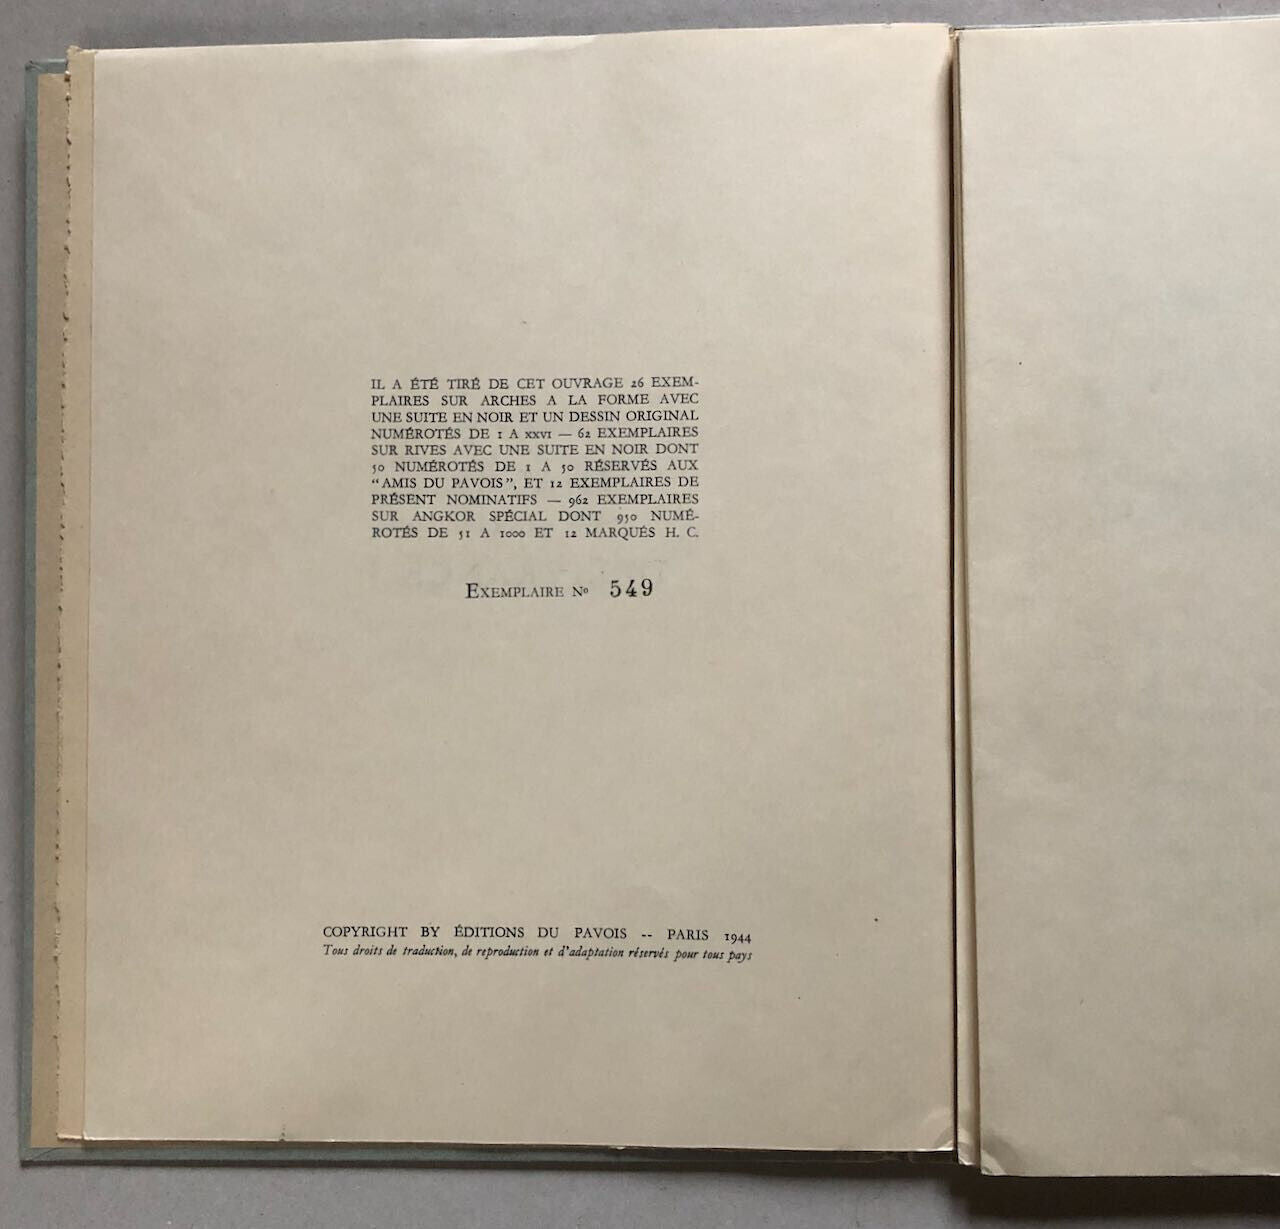 IL A ÉTÉ TIRÉ DE CET OUVRAGE 26 EXEM-
PLAIRES SUR ARCHES A LA FORME AVEC
UNE SUITE EN NOIR ET UN DESSIN ORIGINAL
NUMÉROTÉS DE I A XXVI — 62 EXEMPLAIRES
SUR RIVES AVEC UNE SUITE EN NOIR DONT
50 NUMÉROTÉS DE 1 A 50 RÉSERVÉS AUX
“AMIS DU PAVOIS”, ET 12 EXEMPLAIRES DE
PRÉSENT NOMINATIFS — 962 EXEMPLAIRES
SUR ANGKOR SPÉCIAL DONT 950 NUMÉ-
ROTÉS DE 51 A 1000 ET 12 MARQUÉS H. C.
EXEMPLAIRE Nº 549
COPYRIGHT BY ÉDITIONS DU PAVOIS -- PARIS 1944
Tous droits de traduction, de reproduction et d'adaptation réservés pour tous pays